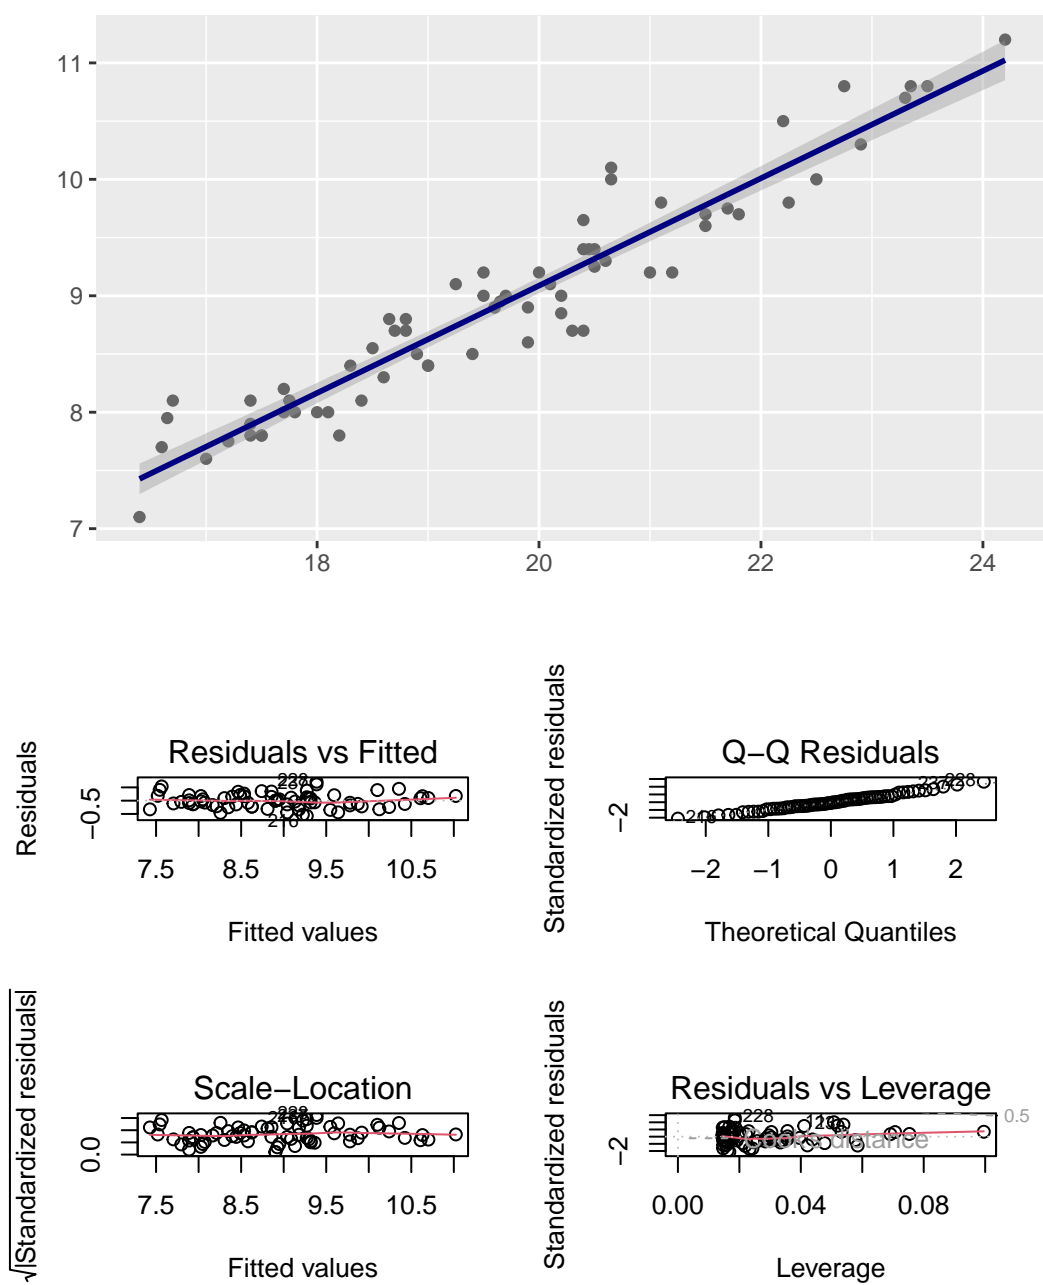 11
10
9
8
7
18 20 22 24
Residuals vs Fitted
Residuals
−0.5
7.5 8.5 9.5 10.5
Fitted values
Q−Q Residuals
Standardized residuals
−2
228
216
−2 −1 0 1 2
Theoretical Quantiles
Scale−Location
√|Standardized residuals|
0.0
7.5 8.5 9.5 10.5
Fitted values
Residuals vs Leverage
Standardized residuals
−2
228
0.5
distance
0.00 0.04 0.08
Leverage